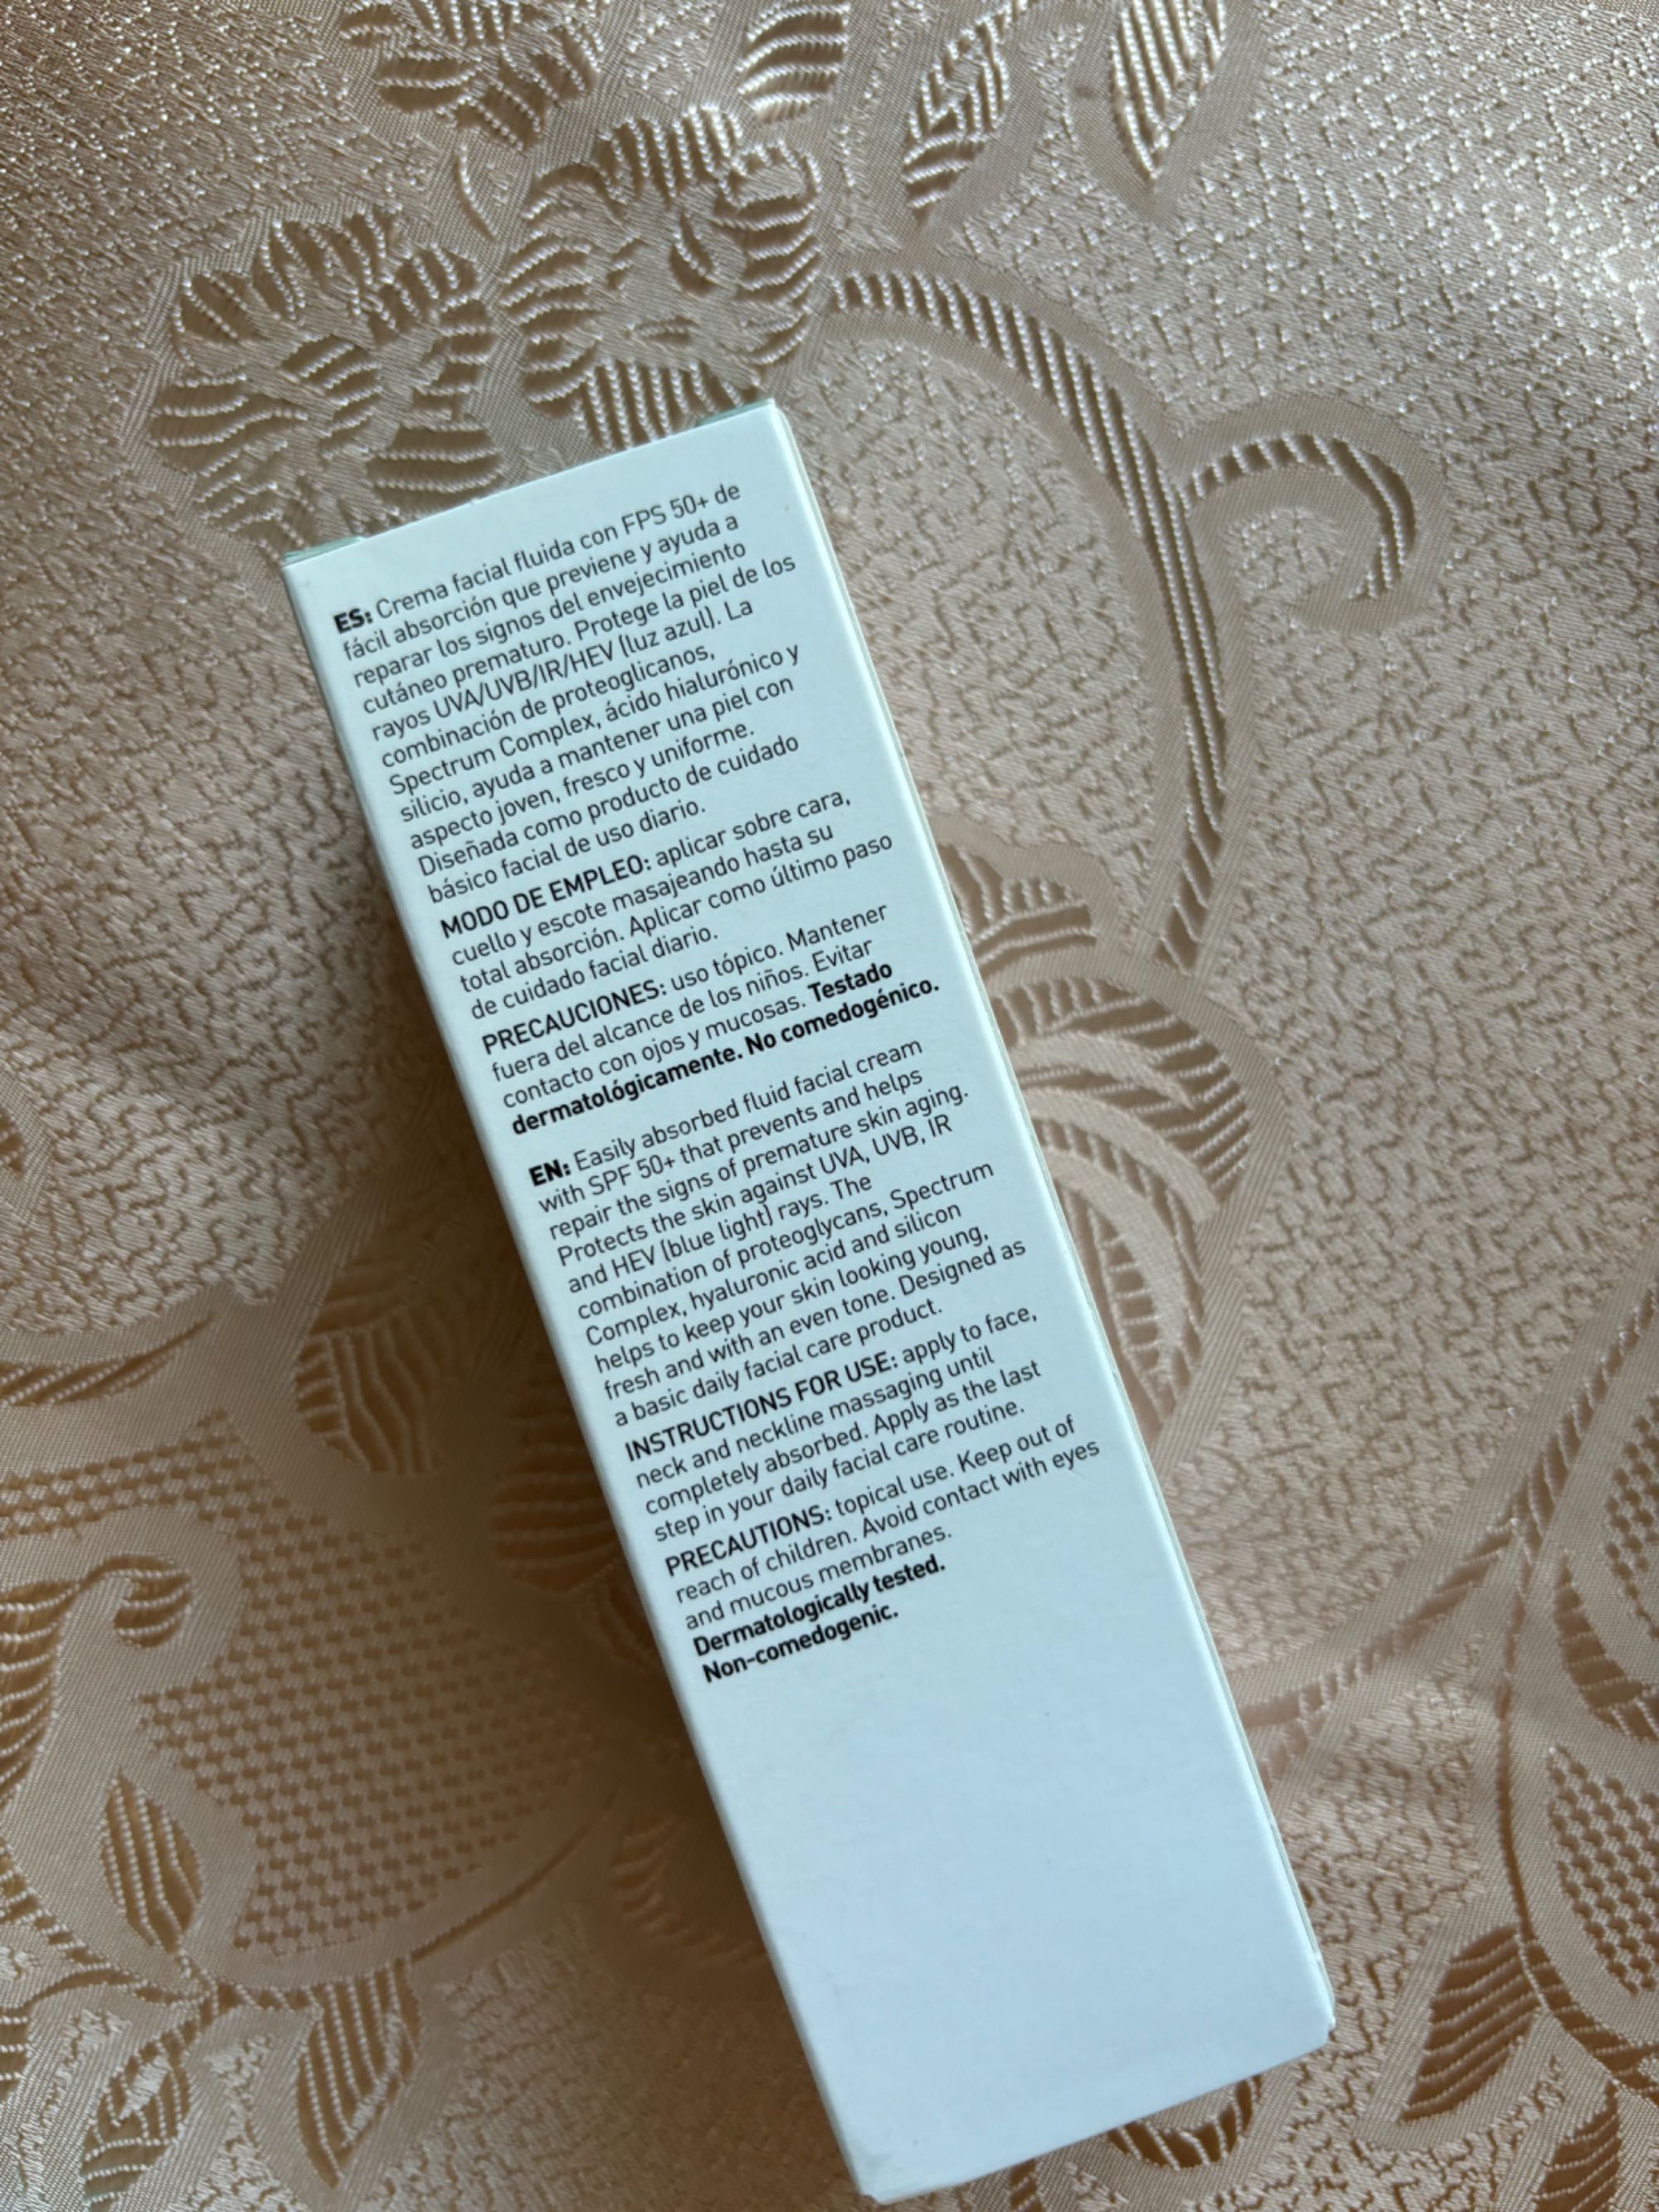 ES: Crema facial fluida con FPS 50+ de
fácil absorción que previene y ayuda a
reparar los signos del envejecimiento
cutáneo prematuro. Protege la piel de los
rayos UVA/UVB/IR/HEV (luz azul). La
combinación de proteoglicanos,
Spectrum Complex, ácido hialurónico y
silicio, ayuda a mantener una piel con
aspecto joven, fresco y uniforme.
Diseñada como producto de cuidado
básico facial de uso diario.
MODO DE EMPLEO: aplicar sobre cara,
cuello y escote masajeando hasta su
total absorción. Aplicar como último paso
de cuidado facial diario.
PRECAUCIONES: uso tópico. Mantener
fuera del alcance de los niños. Evitar
contacto con ojos y mucosas. Testado
dermatológicamente. No comedogénico.
EN: Easily absorbed fluid facial cream
with SPF 50+ that prevents and helps
repair the signs of premature skin aging.
Protects the skin against UVA, UVB, IR
and HEV (blue light) rays. The
combination of proteoglycans, Spectrum
Complex, hyaluronic acid and silicon
helps to keep your skin looking young,
fresh and with an even tone. Designed as
a basic daily facial care product.
INSTRUCTIONS FOR USE: apply to face,
neck and neckline massaging until
completely absorbed. Apply as the last
step in your daily facial care routine.
PRECAUTIONS: topical use. Keep out of
reach of children. Avoid contact with eyes
and mucous membranes.
Dermatologically tested.
Non-comedogenic.